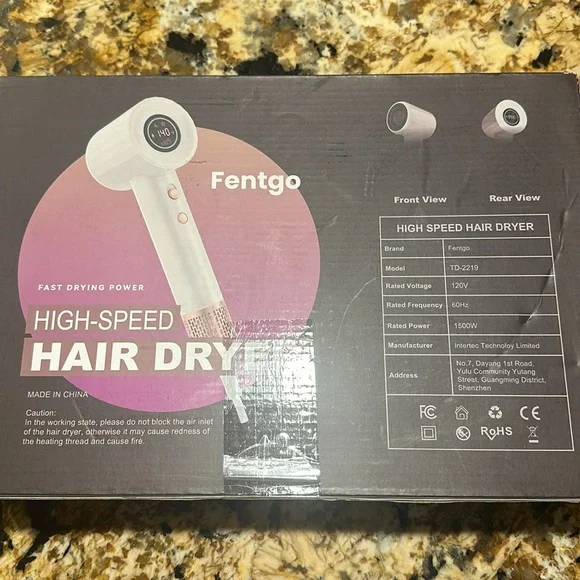 140
Fentgo
Front View
Rear View
FAST DRYING POWER
HIGH-SPEED
HAIR DRYE
MADE IN CHINA
Caution:
In the working state, please do not block the air inlet
of the hair dryer, otherwise it may cause redness of
the heating thread and cause fire.
HIGH SPEED HAIR DRYER
Brand Fentgo
Model TD-2219
Rated Voltage 120V
Rated Frequency 60Hz
Rated Power 1500W
Manufacturer Intertec Technoloy Limited
Address No.7, Dayang 1st Road,
Yulu Community Yutang
Street, Guangming District,
Shenzhen
FC CE
RoHS